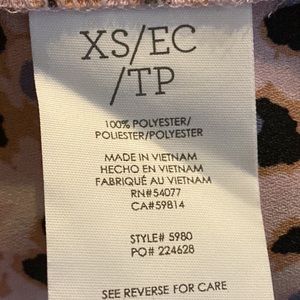 XS/EC
/TP
100% POLYESTER/
POLIESTER/POLYESTER
MADE IN VIETNAM
HECHO EN VIETNAM
FABRIQUÉ AU VIETNAM
RN#54077
CA#59814
STYLE# 5980
PO# 224628
SEE REVERSE FOR CARE